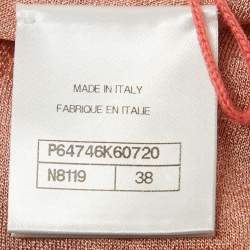 MADE IN ITALY
FABRIQUE EN ITALIE
P64746K60720
N8119 38